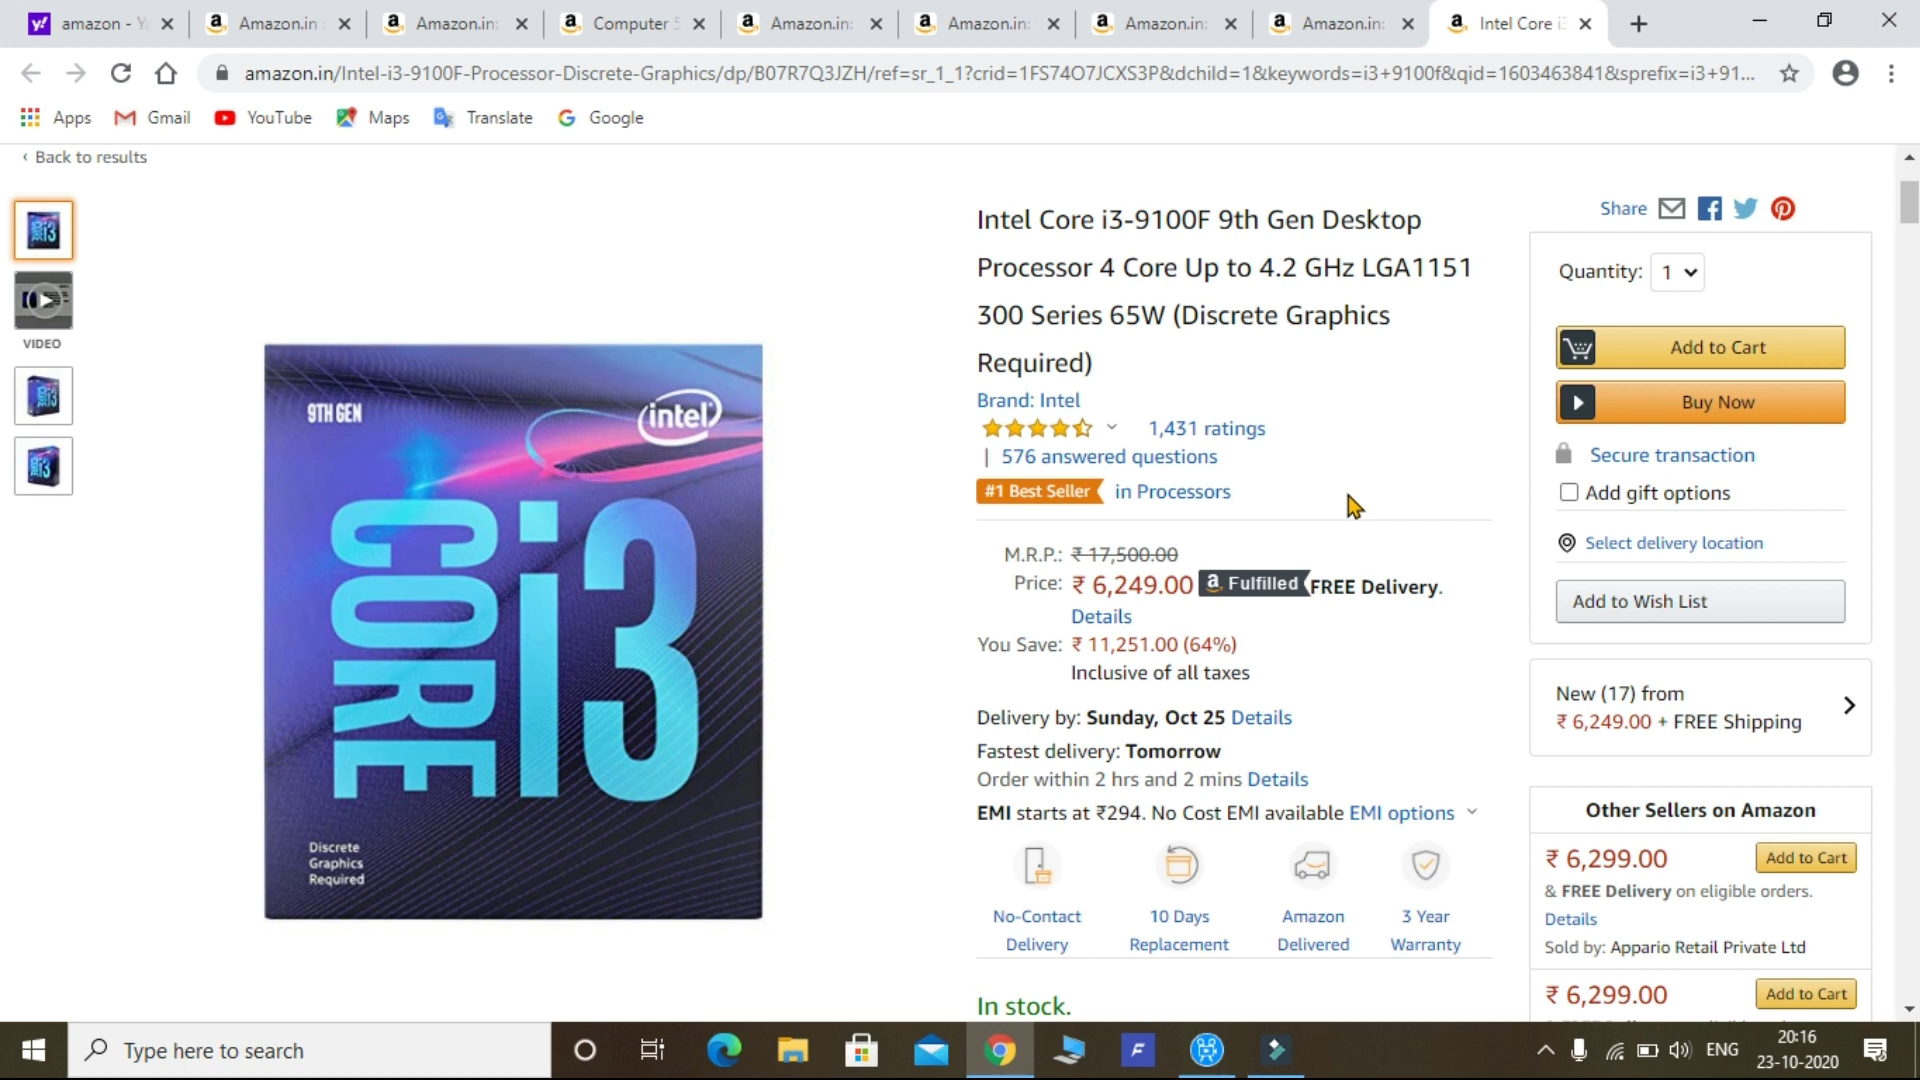 amazon - Y
Amazon.in
Amazon.in:
Computer
Amazon.in:
Amazon.in:
Amazon.in:
Amazon.in:
Intel Core i
amazon.in/Intel-i3-9100F-Processor-Discrete-Graphics/dp/B07R7Q3JZH/ref=sr_1_1?crid=1FS74O7JCXS3P&dchild=1&keywords=i3+9100f&qid=1603463841&sprefix=i3+91...
Apps Gmail YouTube Maps Translate Google
‹ Back to results
VIDEO
9TH GEN
intel
CORE i3
Discrete
Graphics
Required
Intel Core i3-9100F 9th Gen Desktop
Processor 4 Core Up to 4.2 GHz LGA1151
300 Series 65W (Discrete Graphics
Required)
Brand: Intel
1,431 ratings
| 576 answered questions
#1 Best Seller in Processors
M.R.P.: ₹ 17,500.00
Price: ₹ 6,249.00 Fulfilled FREE Delivery.
Details
You Save: ₹ 11,251.00 (64%)
Inclusive of all taxes
Delivery by: Sunday, Oct 25 Details
Fastest delivery: Tomorrow
Order within 2 hrs and 2 mins Details
EMI starts at ₹294. No Cost EMI available EMI options
No-Contact
Delivery
10 Days
Replacement
Amazon
Delivered
3 Year
Warranty
In stock.
Share
Quantity: 1
Add to Cart
Buy Now
Secure transaction
Add gift options
Select delivery location
Add to Wish List
New (17) from
₹ 6,249.00 + FREE Shipping
Other Sellers on Amazon
₹ 6,299.00 Add to Cart
& FREE Delivery on eligible orders.
Details
Sold by: Appario Retail Private Ltd
₹ 6,299.00 Add to Cart
Type here to search
ENG
20:16
23-10-2020